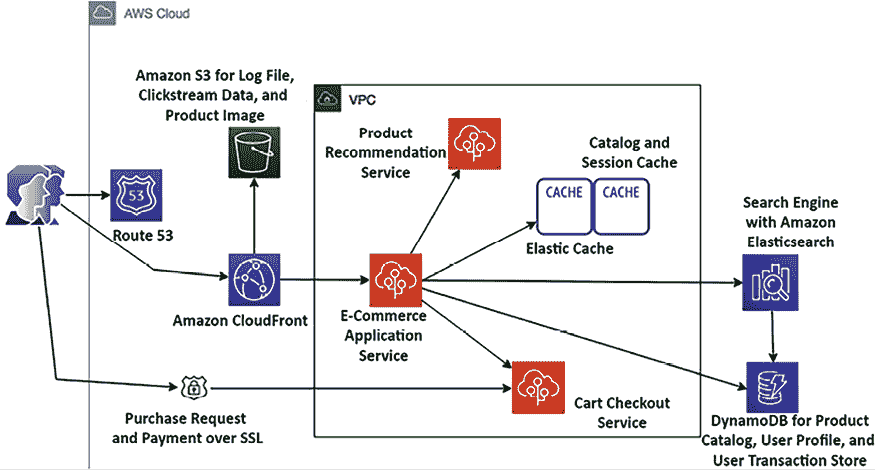 AWS Cloud
Amazon S3 for Log File,
Clickstream Data, and
Product Image
VPC
Product
Recommendation
Service
Catalog and
Session Cache
CACHE
CACHE
Elastic Cache
Search Engine
with Amazon
Elasticsearch
53
Route 53
Amazon CloudFront
E-Commerce
Application
Service
Purchase Request
and Payment over SSL
Cart Checkout
Service
DynamoDB for Product
Catalog, User Profile, and
User Transaction Store